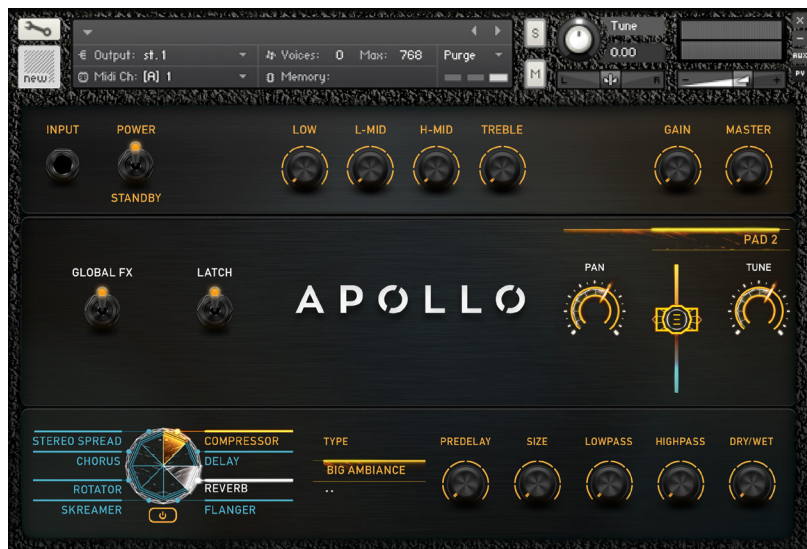 Tune
S
€ Output: st.1
Voices: 0 Max: 768
Purge
0.00
AUX
new
Midi Ch: [A] 1
Memory:
M
L
R
PV
INPUT
POWER
STANDBY
LOW
L-MID
H-MID
TREBLE
GAIN
MASTER
PAD 2
GLOBAL FX
LATCH
APOLLO
PAN
TUNE
STEREO SPREAD
CHORUS
ROTATOR
SKREAMER
COMPRESSOR
DELAY
REVERB
FLANGER
TYPE
BIG AMBIANCE
..
PREDELAY
SIZE
LOWPASS
HIGHPASS
DRY/WET